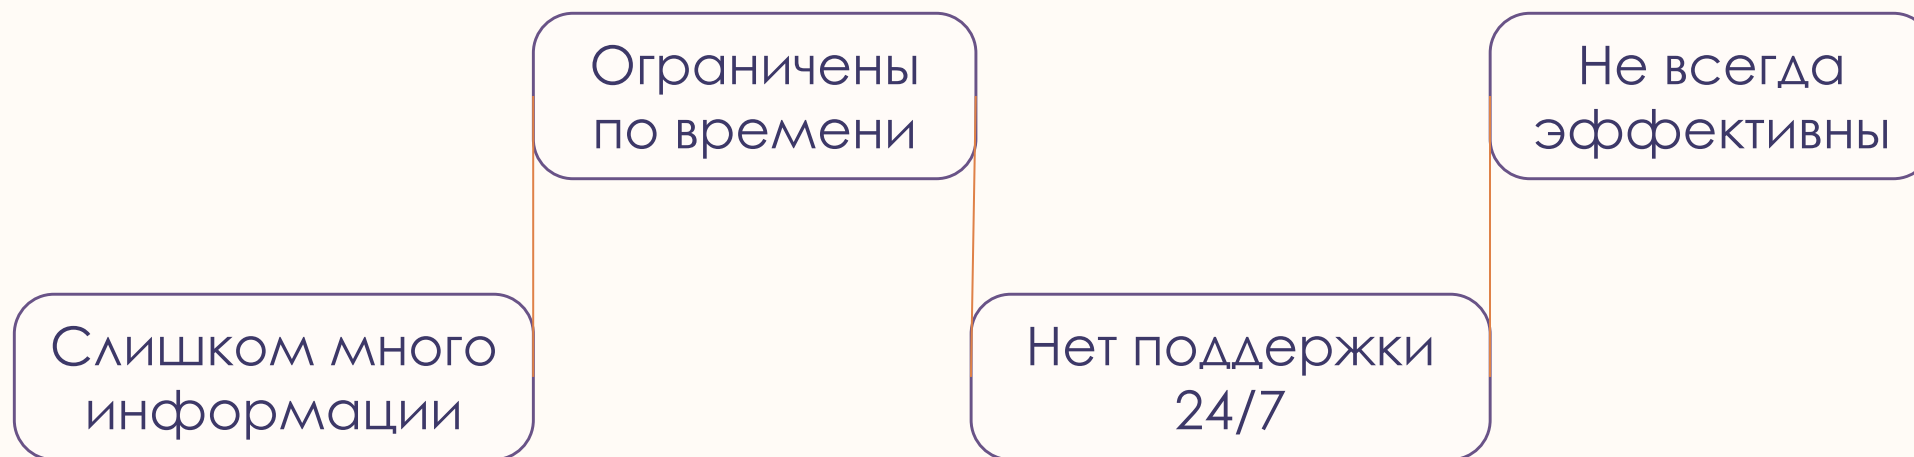 Слишком много
информации
Ограничены
по времени
Нет поддержки
24/7
Не всегда
эффективны